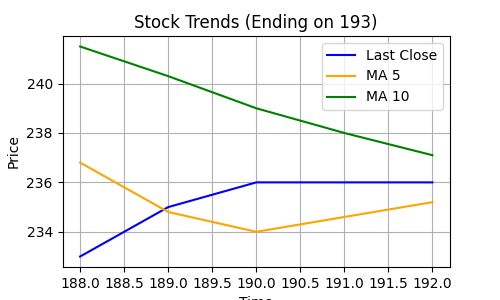 Stock Trends (Ending on 193)
Last Close
MA 5
MA 10
Price
240
238
236
234
188.0 188.5 189.0 189.5 190.0 190.5 191.0 191.5 192.0
Time